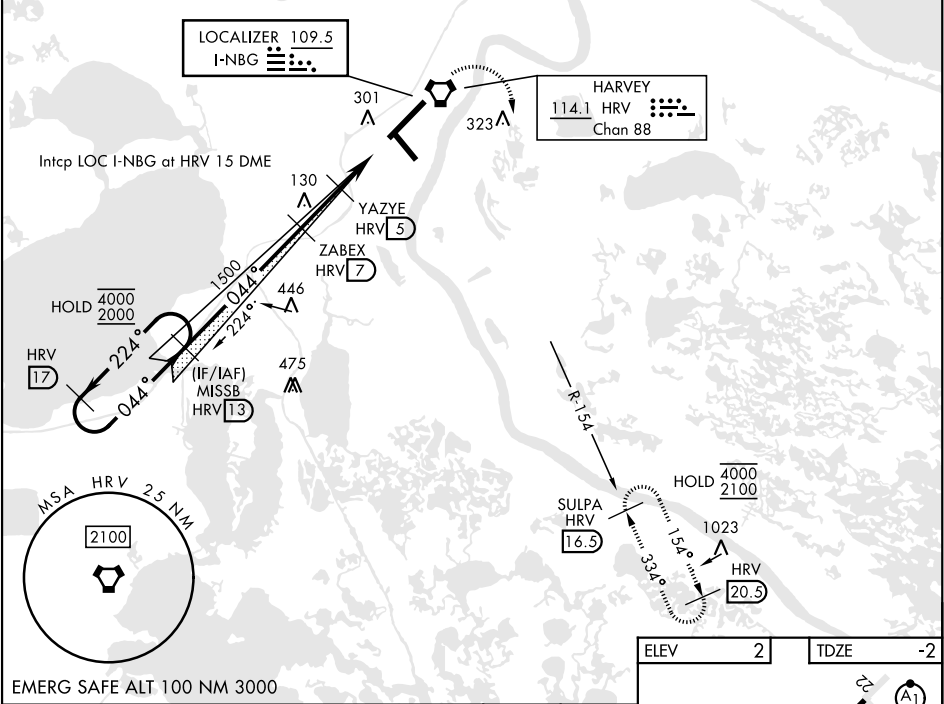 LOCALIZER 109.5
I-NBG
HARVEY
114.1 HRV
Chan 88
301
323
Intcp LOC I-NBG at HRV 15 DME
130
YAZYE
HRV 5
ZABEX
HRV 7
1500
044°
224°
446
HOLD 4000
2000
HRV
17
224°
044°
(IF/IAF)
MISSB
HRV 13
475
R-154
HOLD 4000
2100
SULPA
HRV
16.5
154°
334°
1023
HRV
20.5
MSA HRV 25 NM
2100
EMERG SAFE ALT 100 NM 3000
ELEV 2
TDZE -2
22
A1